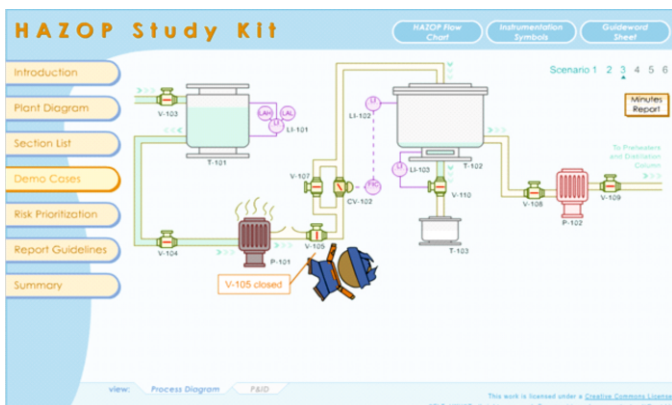 HAZOP Study Kit
HAZOP Flow
Chart
Instrumentation
Symbols
Guideword
Sheet
Introduction
Plant Diagram
Section List
Demo Cases
Risk Prioritization
Report Guidelines
Summary
Scenario 1 2 3 4 5 6
Minutes
Report
V-103
LAH
LAL
LI
LI-101
T-101
LI
LI-102
V-107
CV-102
LI
LI-103
T-102
V-110
T-103
To Preheaters
and Distillation
Column
V-108
P-102
V-109
V-104
P-101
V-105
V-105 closed
view:
Process Diagram
P&ID
This work is licensed under a Creative Commons License